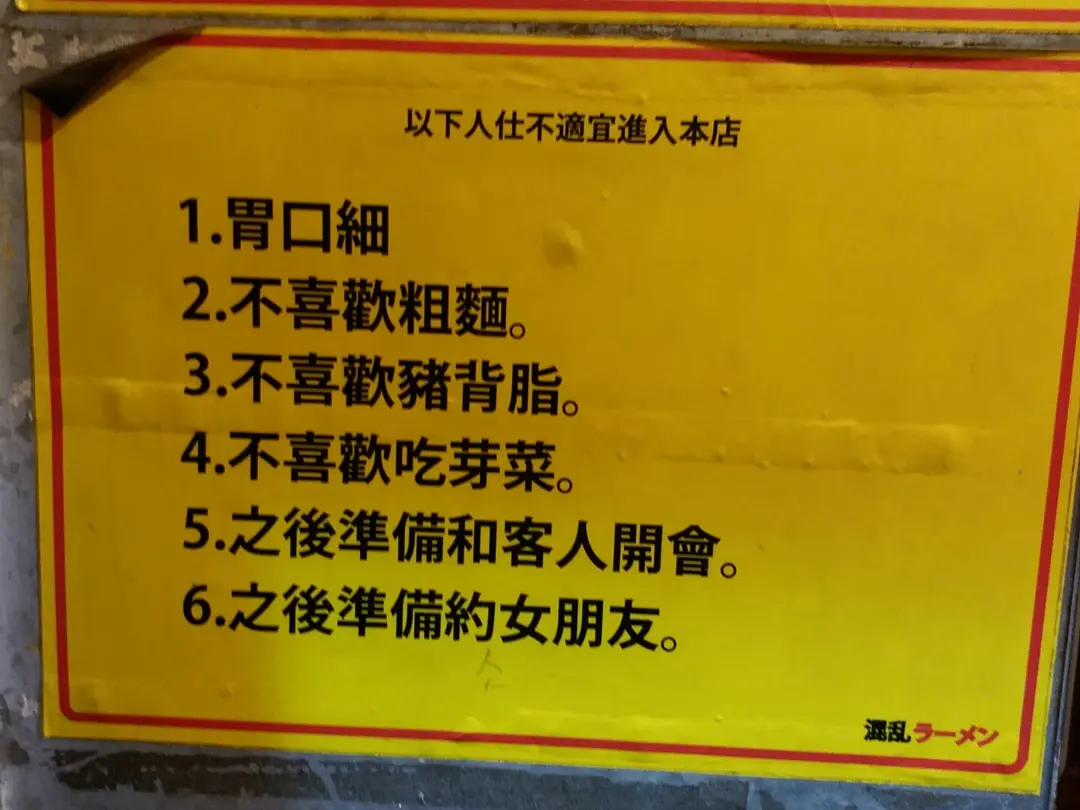 以下人仕不適宜進入本店
1.胃口細
2.不喜歡粗麵。
3.不喜歡豬背脂。
4.不喜歡吃芽菜。
5.之後準備和客人開會。
6.之後準備約女朋友。
混乱ラーメン